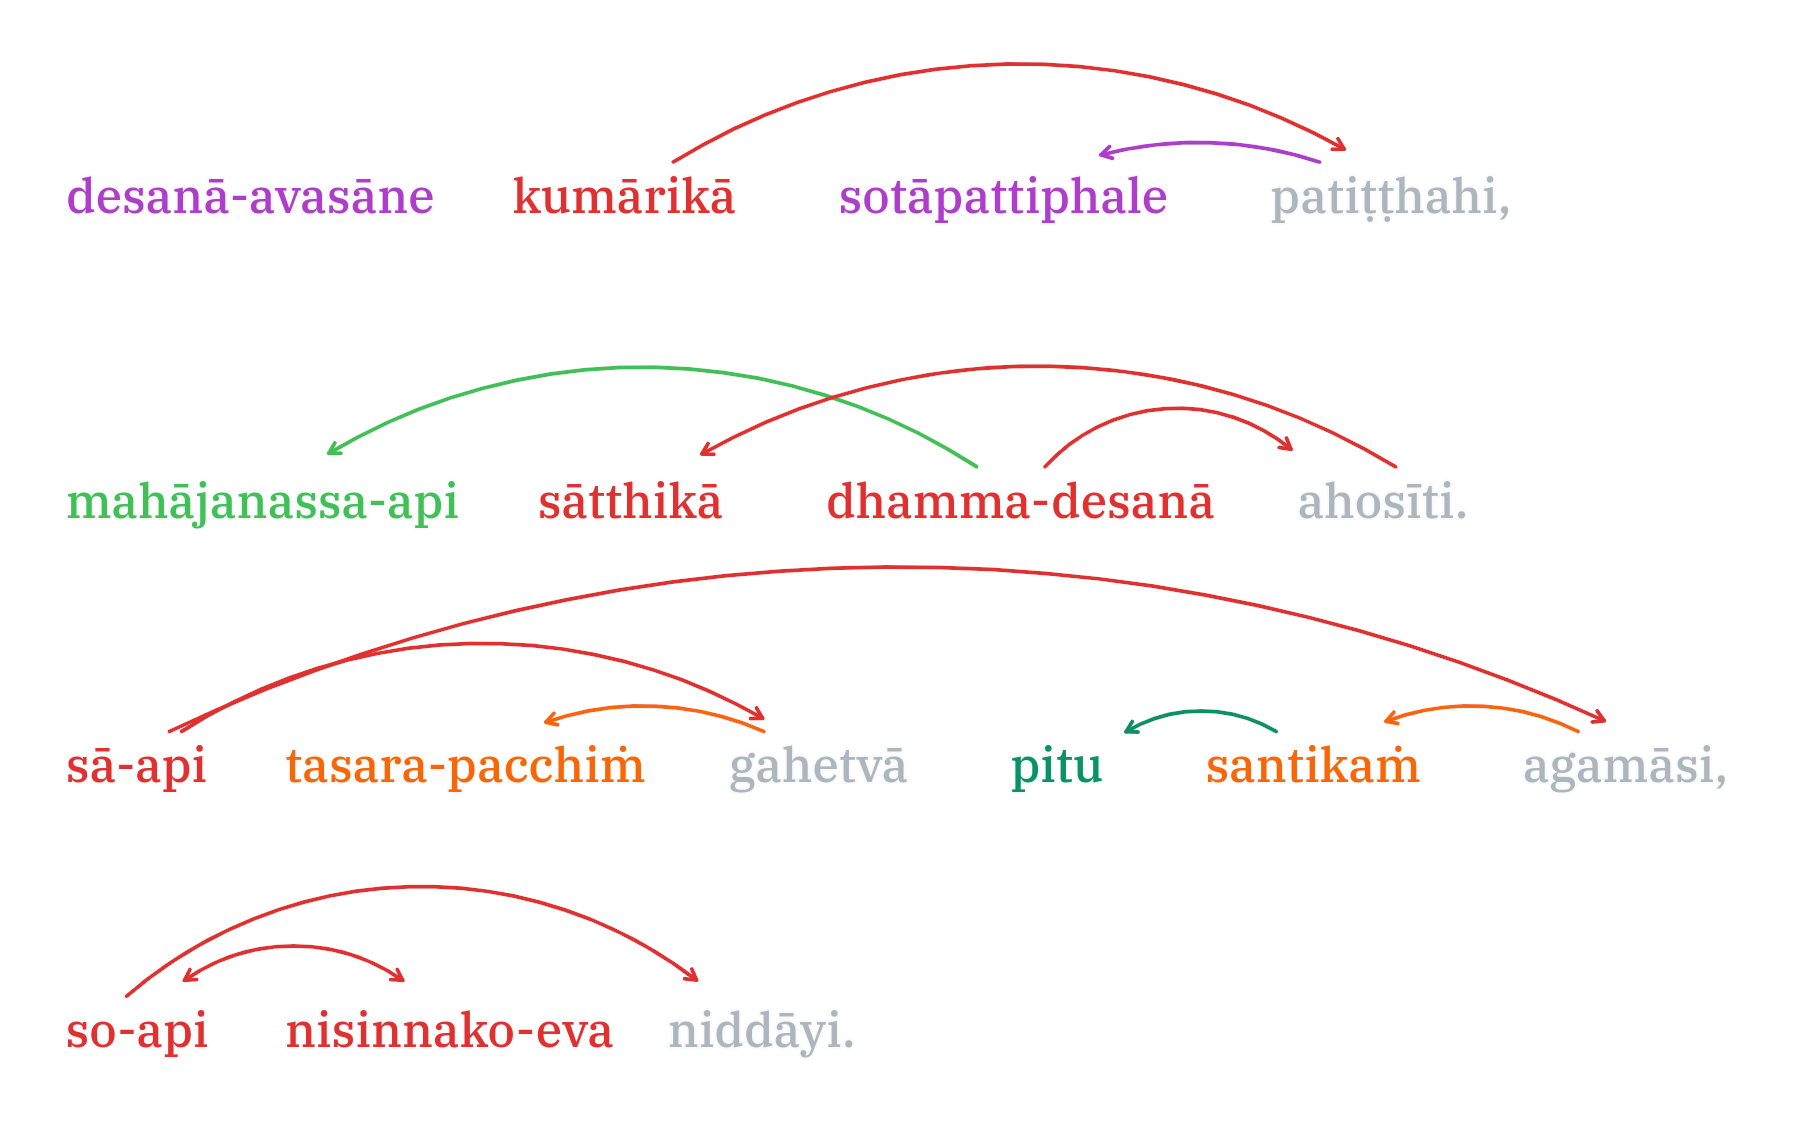 desanā-avasāne kumārikā sotāpattiphale patiṭṭhahi,
mahājanassa-api sātthikā dhamma-desanā ahosīti.
sā-api tasara-pacchiṁ gahetvā pitu santikaṁ agamāsi,
so-api nisinnako-eva niddāyi.